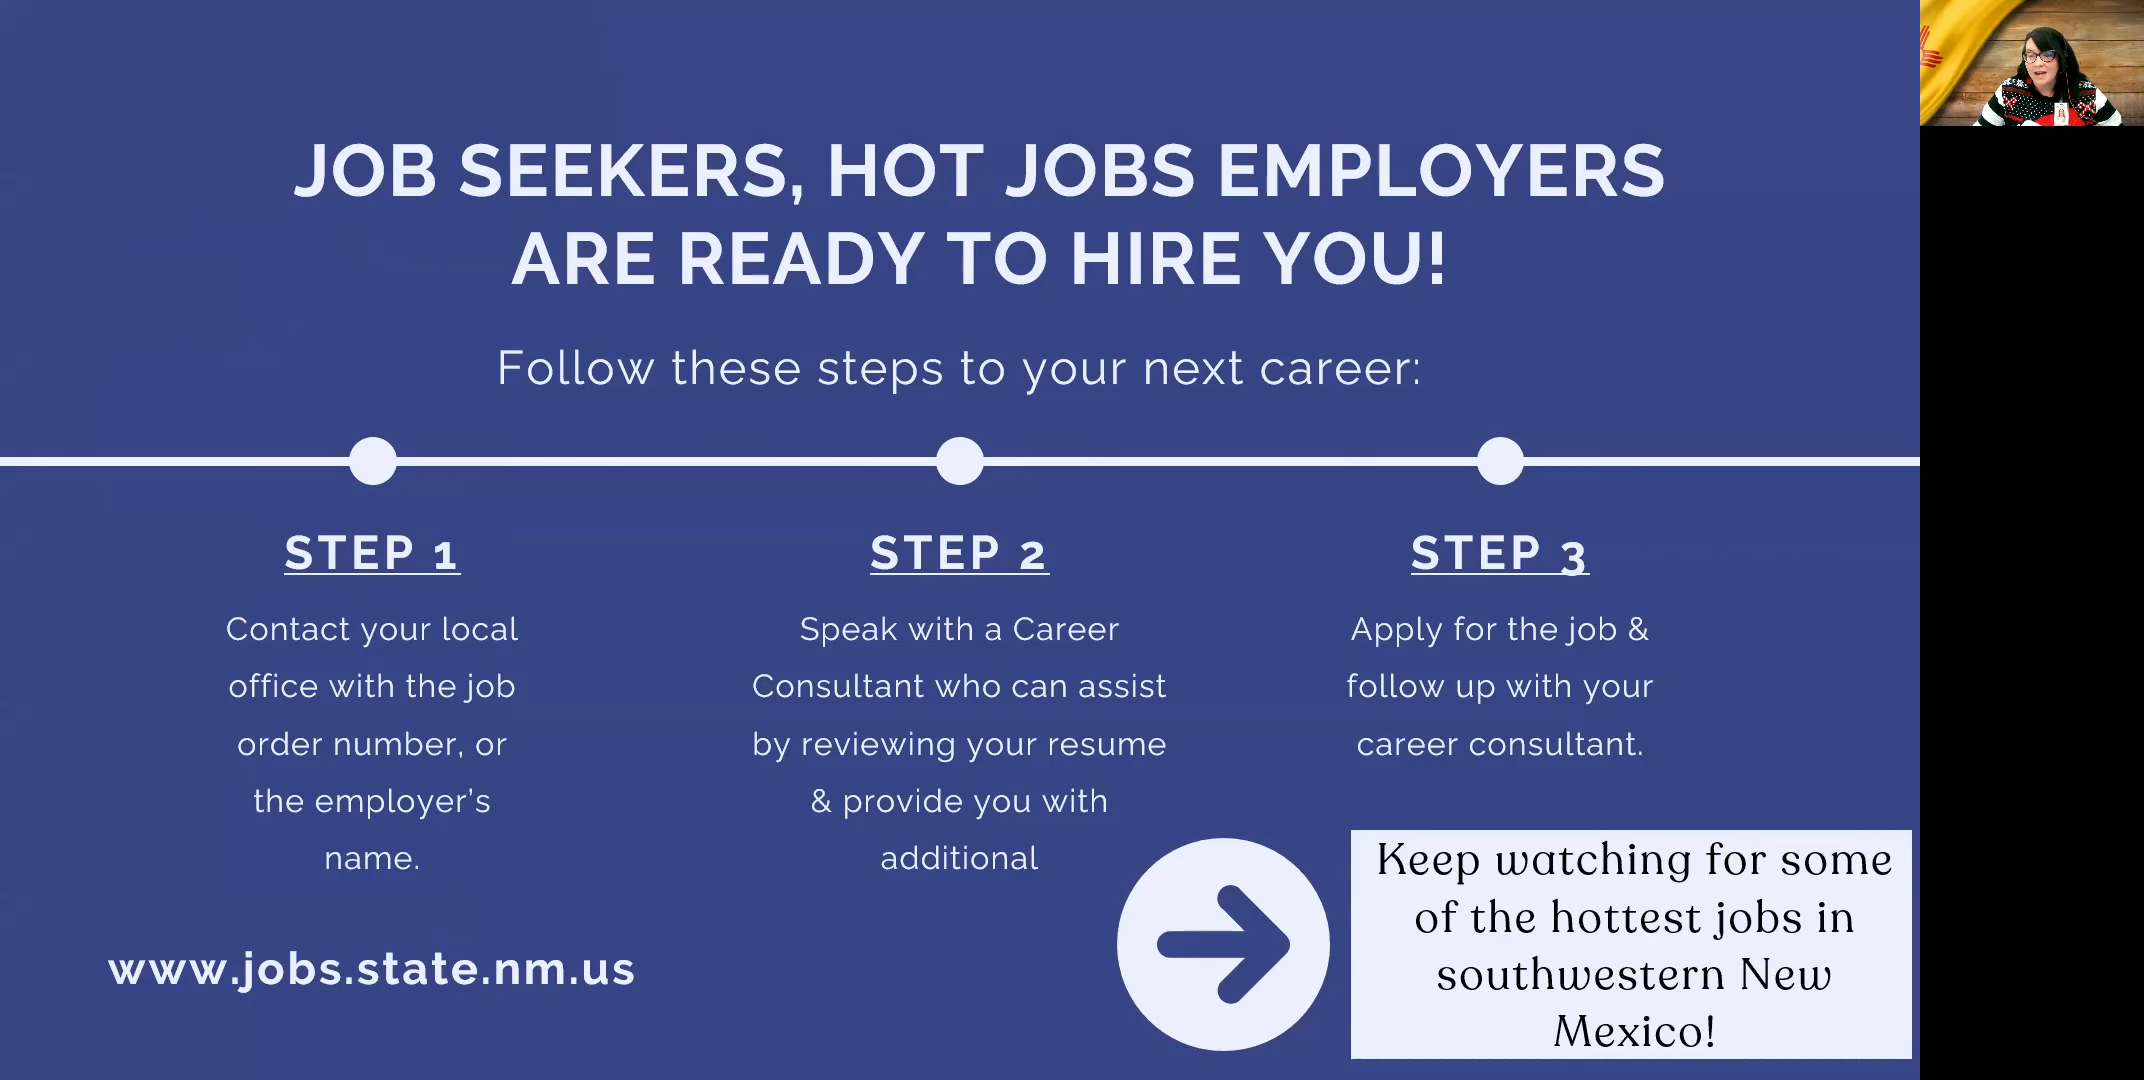 JOB SEEKERS, HOT JOBS EMPLOYERS
ARE READY TO HIRE YOU!
Follow these steps to your next career:
STEP 1
Contact your local
office with the job
order number, or
the employer's
name.
STEP 2
Speak with a Career
Consultant who can assist
by reviewing your resume
& provide you with
additional
STEP 3
Apply for the job &
follow up with your
career consultant.
www.jobs.state.nm.us
Keep watching for some
of the hottest jobs in
southwestern New
Mexico!